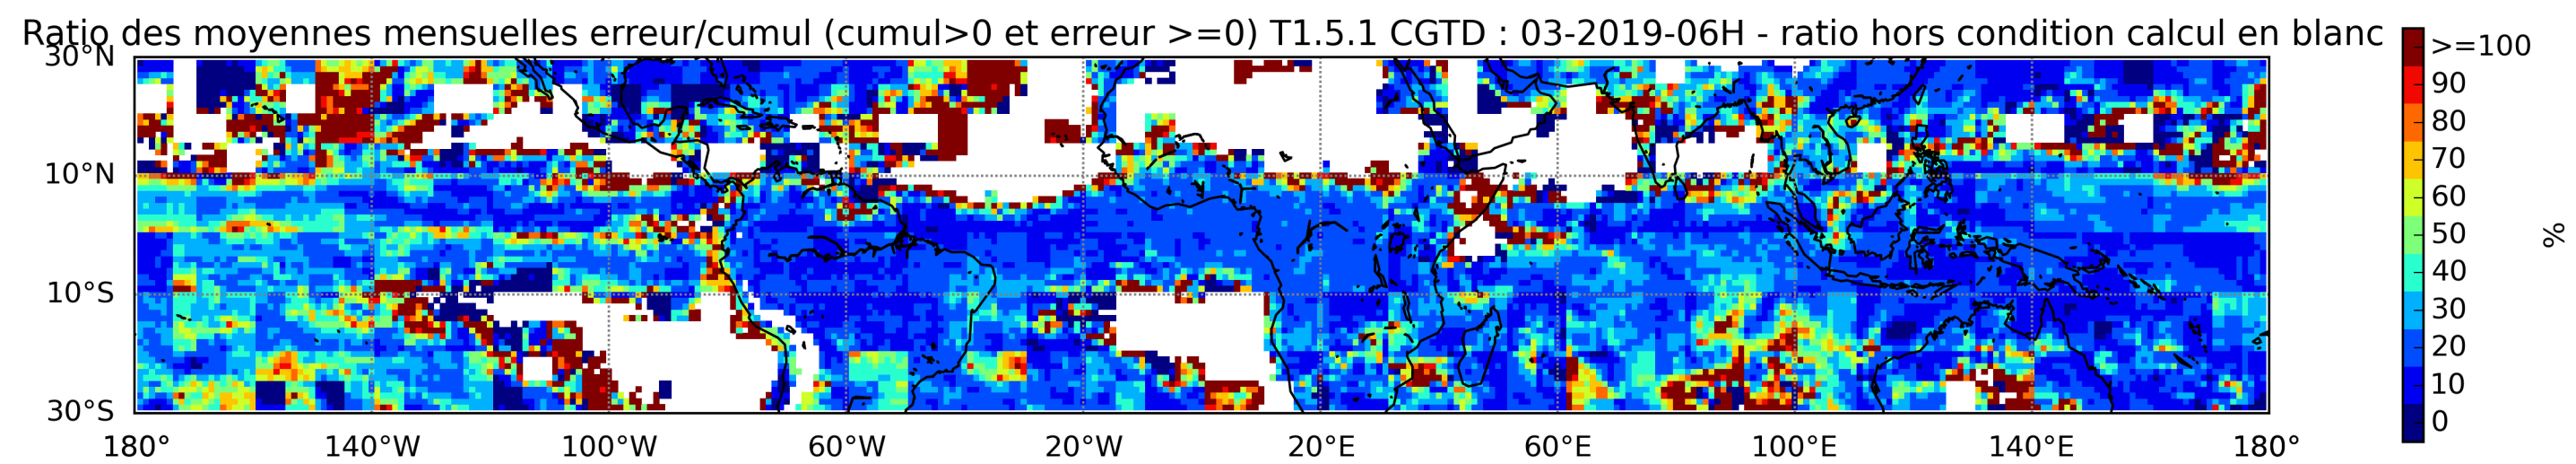 Ratio des moyennes mensuelles erreur/cumul (cumul>0 et erreur >=0) T1.5.1 CGTD : 03-2019-06H - ratio hors condition calcul en blanc
30°N
10°N
10°S
30°S
180° 140°W 100°W 60°W 20°W 20°E 60°E 100°E 140°E 180°
>=100
90
80
70
60
50
40
30
20
10
0
%